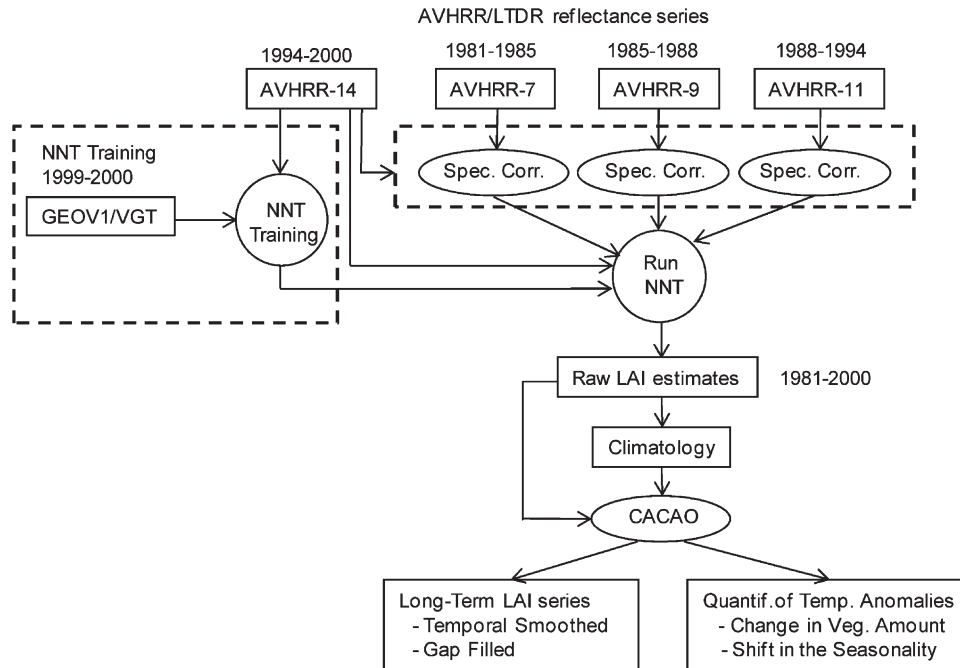 AVHRR/LTDR reflectance series
1994-2000
1981-1985
1985-1988
1988-1994
AVHRR-14
AVHRR-7
AVHRR-9
AVHRR-11
NNT Training
1999-2000
Spec. Corr.
Spec. Corr.
Spec. Corr.
GEOV1/VGT
NNT
Training
Run
NNT
Raw LAI estimates
1981-2000
Climatology
CACAO
Long-Term LAI series
- Temporal Smoothed
- Gap Filled
Quantif.of Temp. Anomalies
- Change in Veg. Amount
- Shift in the Seasonality